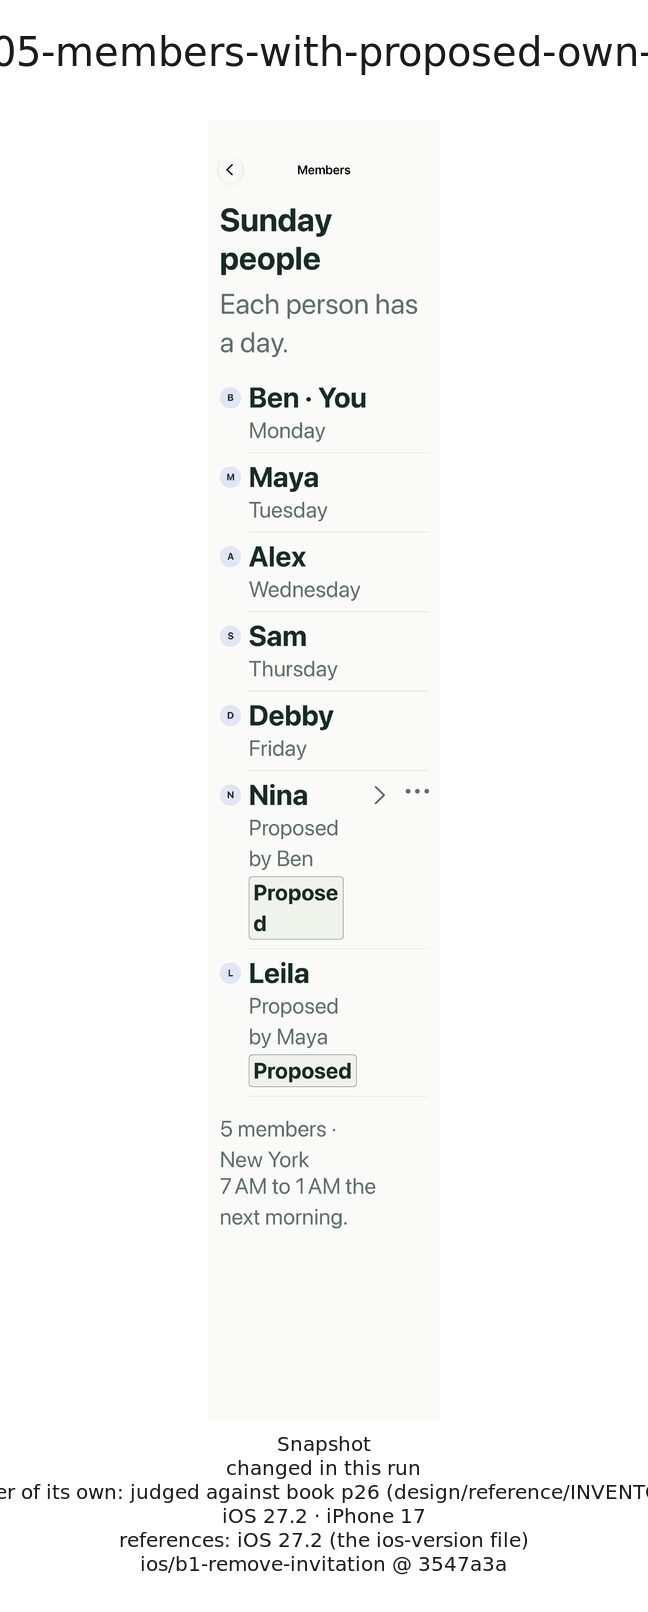 05-members-with-proposed-own-
Members
Sunday
people
Each person has
a day.
B Ben · You
Monday
M Maya
Tuesday
A Alex
Wednesday
S Sam
Thursday
D Debby
Friday
N Nina
Proposed
by Ben
Propose
d
L Leila
Proposed
by Maya
Proposed
5 members ·
New York
7 AM to 1 AM the
next morning.
Snapshot
changed in this run
er of its own: judged against book p26 (design/reference/INVENTO
iOS 27.2 · iPhone 17
references: iOS 27.2 (the ios-version file)
ios/b1-remove-invitation @ 3547a3a